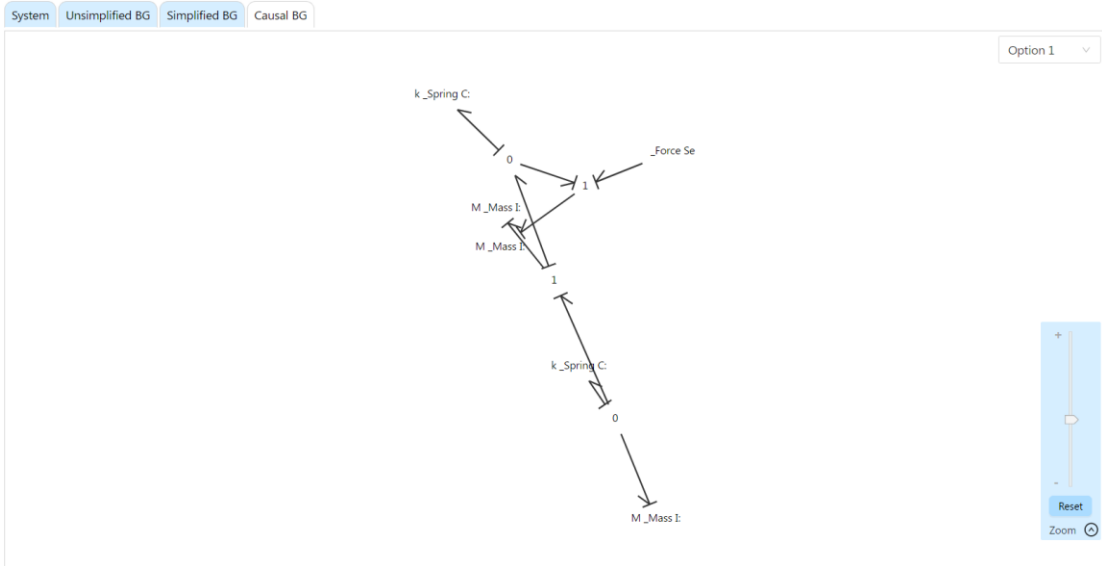 System Unsimplified BG Simplified BG Causal BG
Option 1
k _Spring C:
0
_Force Se
1
M _Mass I:
M _Mass I:
1
k _Spring C:
0
M _Mass I:
+
-
Reset
Zoom